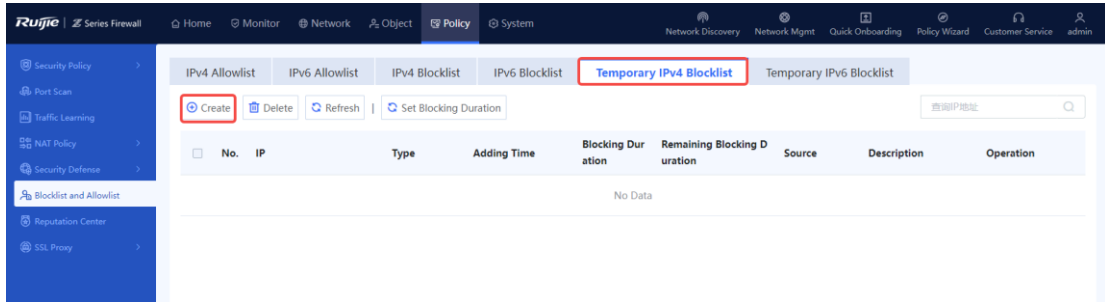 Ruijie | Z Series Firewall
Home
Monitor
Network
Object
Policy
System
Network Discovery
Network Mgmt
Quick Onboarding
Policy Wizard
Customer Service
admin
Security Policy
Port Scan
Traffic Learning
NAT Policy
Security Defense
Blocklist and Allowlist
Reputation Center
SSL Proxy
IPv4 Allowlist
IPv6 Allowlist
IPv4 Blocklist
IPv6 Blocklist
Temporary IPv4 Blocklist
Temporary IPv6 Blocklist
Create
Delete
Refresh
Set Blocking Duration
查询IP地址
No.
IP
Type
Adding Time
Blocking Dur
ation
Remaining Blocking D
uration
Source
Description
Operation
No Data